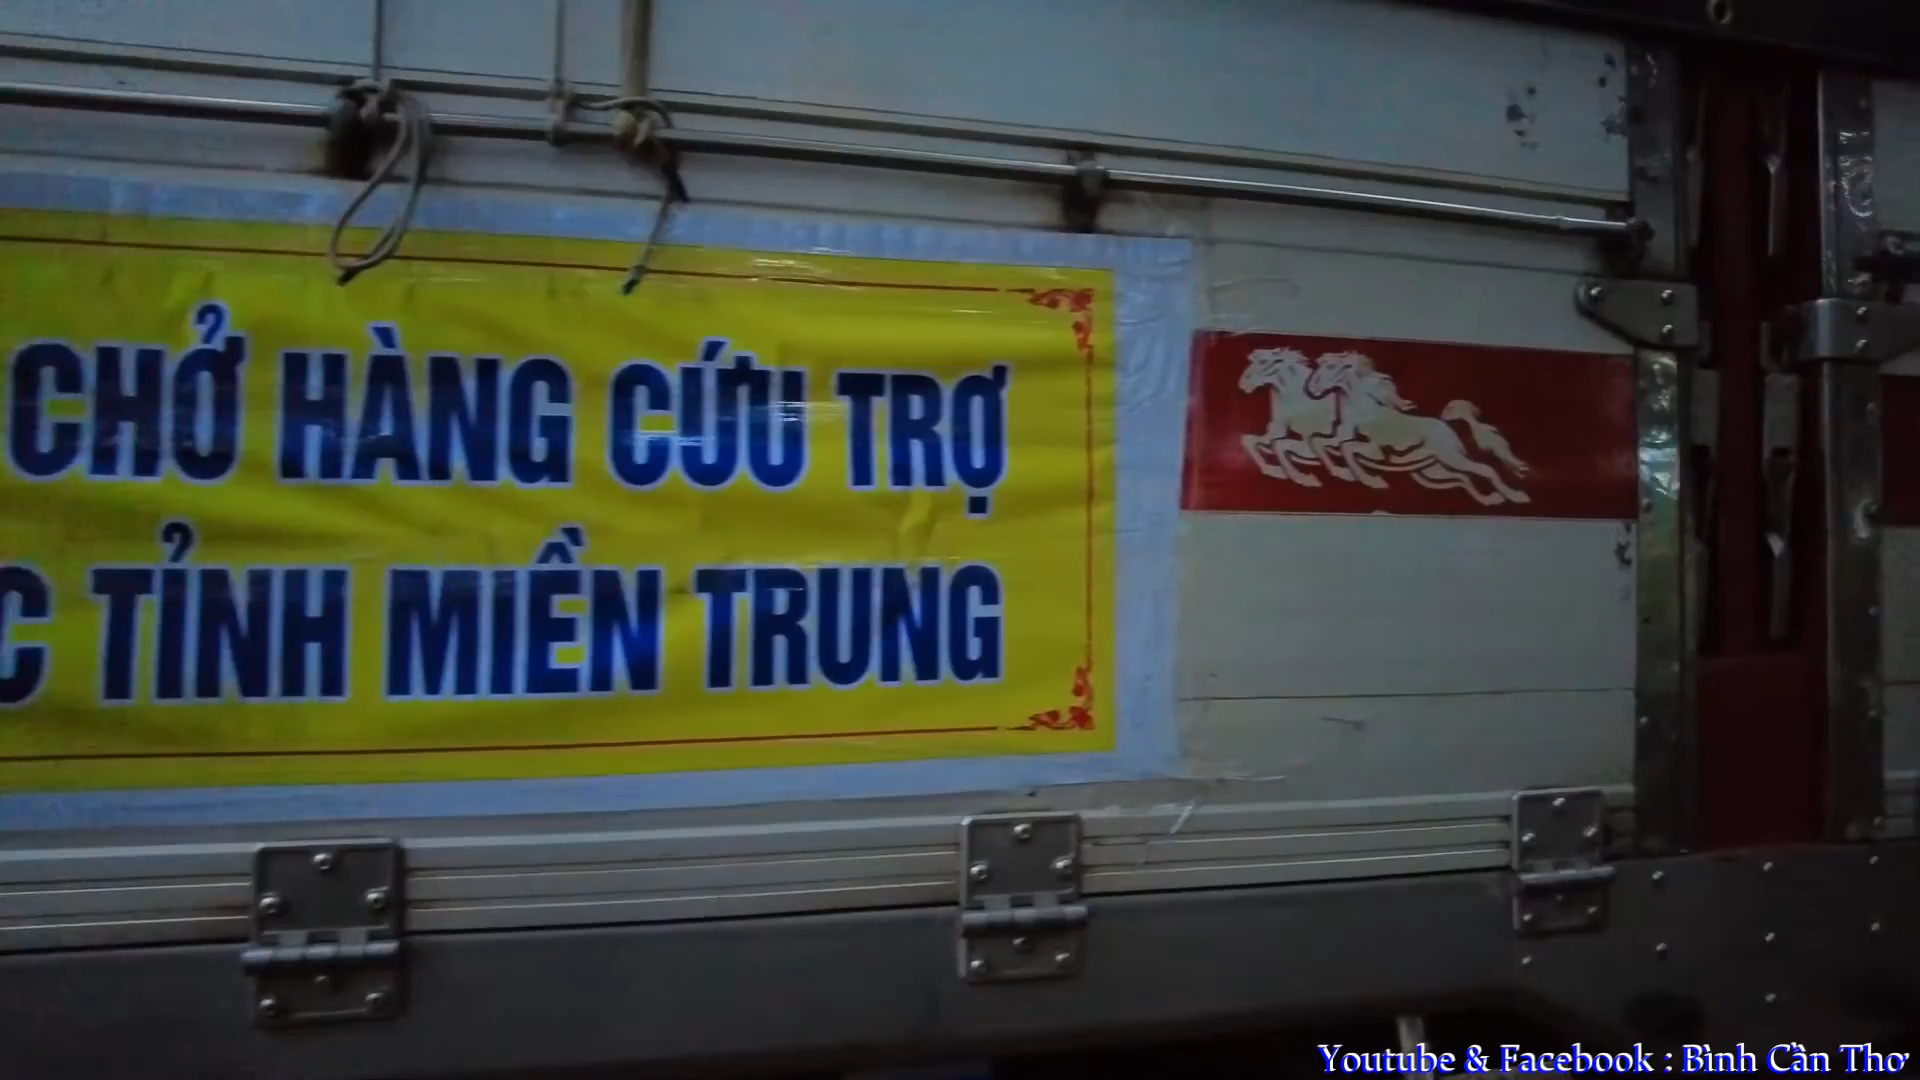 CHỞ HÀNG CỨU TRỢ
C TỈNH MIỀN TRUNG
Youtube & Facebook : Bình Cần Thơ